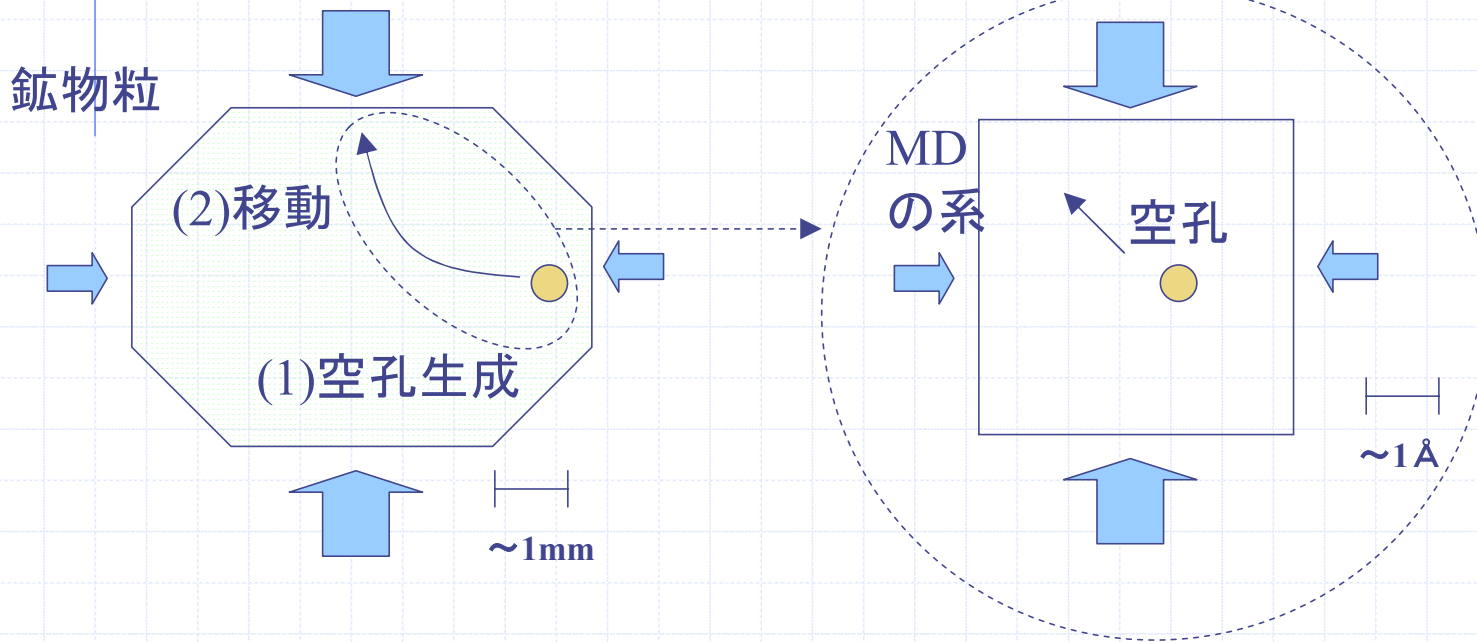 鉱物粒
(2)移動
(1)空孔生成
～1mm
MD
の系
空孔
～1Å